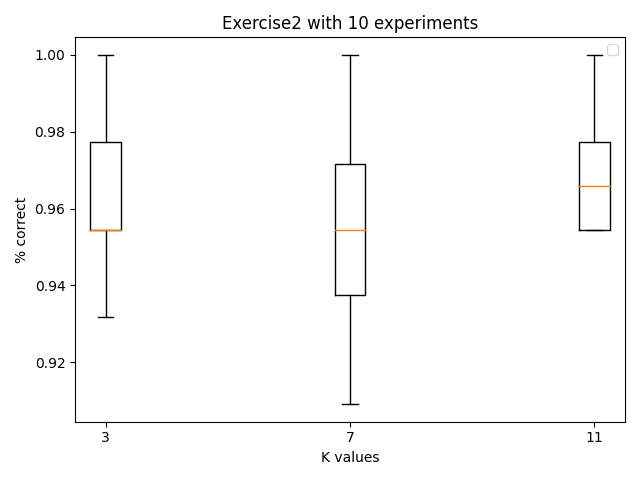 Exercise2 with 10 experiments
1.00
0.98
0.96
0.94
0.92
% correct
3 7 11
K values